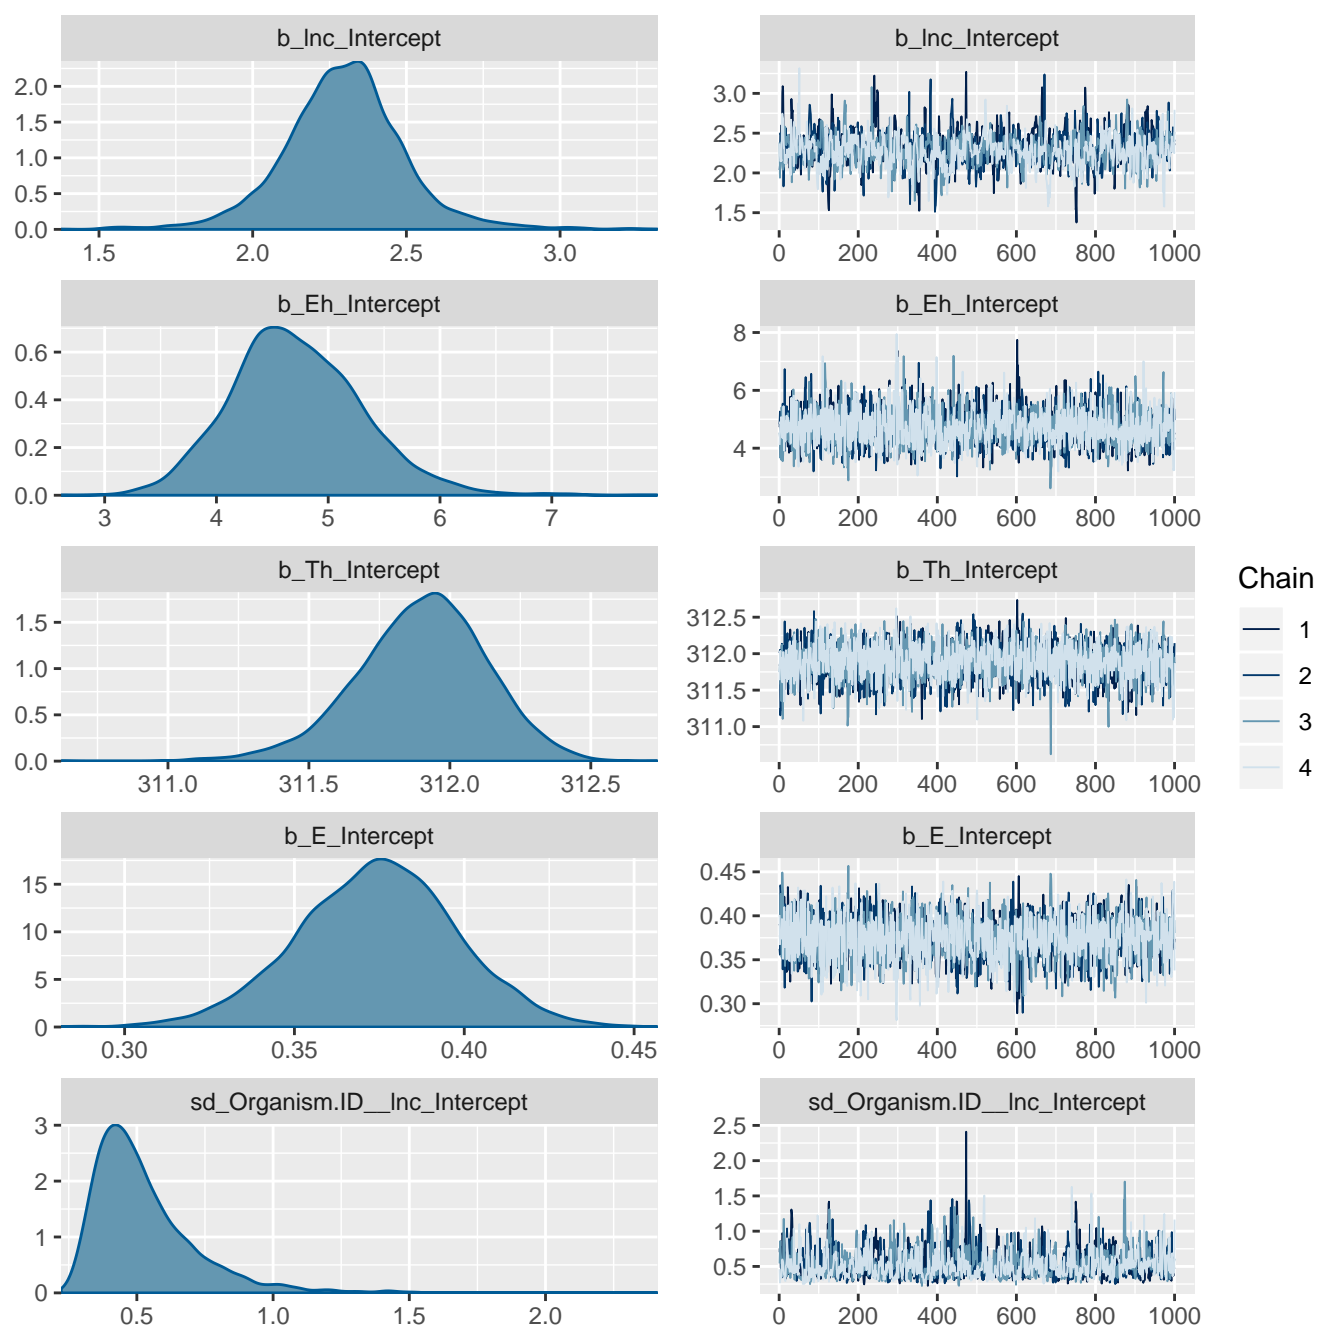 b_lnc_Intercept
2.0
1.5
1.0
0.5
0.0
1.5 2.0 2.5 3.0
b_lnc_Intercept
3.0
2.5
2.0
1.5
0 200 400 600 800 1000
b_Eh_Intercept
0.6
0.4
0.2
0.0
3 4 5 6 7
b_Eh_Intercept
8
6
4
0 200 400 600 800 1000
b_Th_Intercept
1.5
1.0
0.5
0.0
311.0 311.5 312.0 312.5
b_Th_Intercept
312.5
312.0
311.5
311.0
0 200 400 600 800 1000
b_E_Intercept
15
10
5
0
0.30 0.35 0.40 0.45
b_E_Intercept
0.45
0.40
0.35
0.30
0 200 400 600 800 1000
sd_Organism.ID__lnc_Intercept
3
2
1
0
0.5 1.0 1.5 2.0
sd_Organism.ID__lnc_Intercept
2.5
2.0
1.5
1.0
0.5
0 200 400 600 800 1000
Chain
1
2
3
4